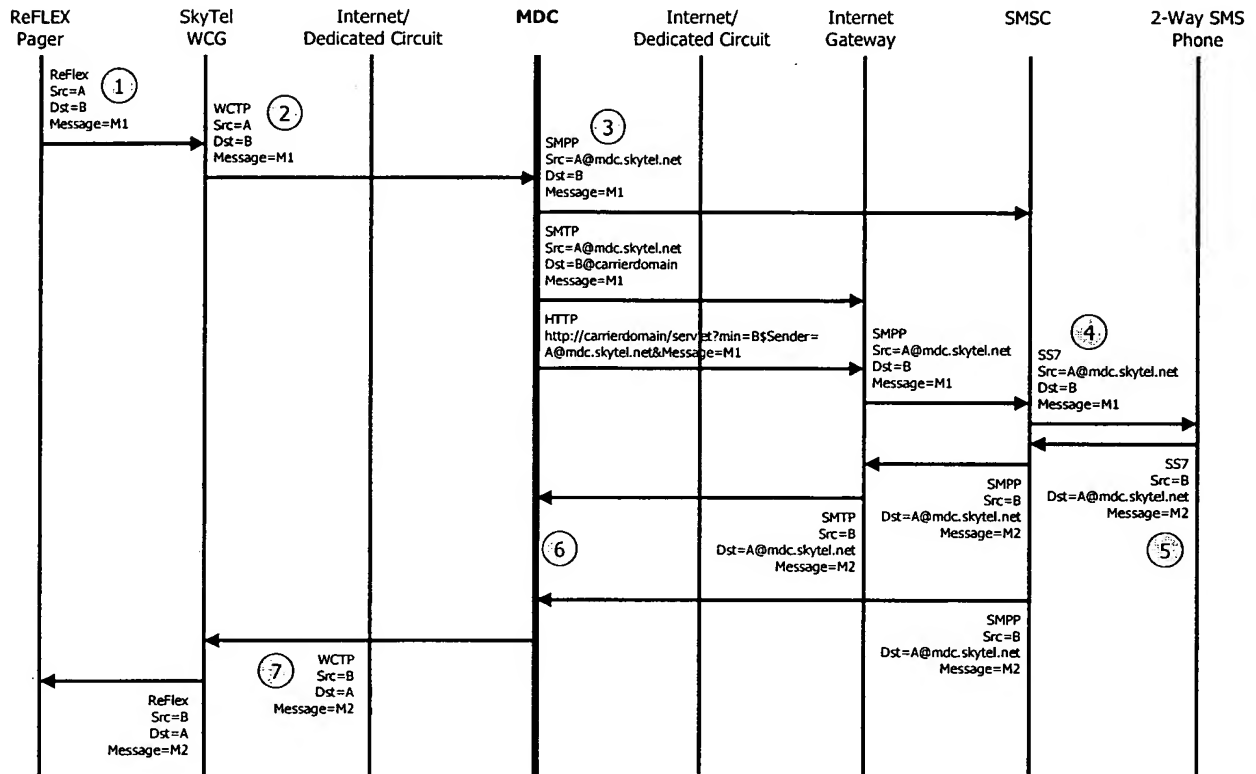 ReFLEX
Pager
SkyTel
WCG
Internet/
Dedicated Circuit
MDC
Internet/
Dedicated Circuit
Internet
Gateway
SMSC
2-Way SMS
Phone
ReFlex
Src=A
Dst=B
Message=M1
1
WCTP
Src=A
Dst=B
Message=M1
2
3
SMPP
Src=A@mdc.skytel.net
Dst=B
Message=M1
SMTP
Src=A@mdc.skytel.net
Dst=B@carrierdomain
Message=M1
HTTP
http://carrierdomain/servlet?min=B$Sender=
A@mdc.skytel.net&Message=M1
SMPP
Src=A@mdc.skytel.net
Dst=B
Message=M1
4
SS7
Src=A@mdc.skytel.net
Dst=B
Message=M1
SS7
Src=B
Dst=A@mdc.skytel.net
Message=M2
5
SMPP
Src=B
Dst=A@mdc.skytel.net
Message=M2
SMTP
Src=B
Dst=A@mdc.skytel.net
Message=M2
6
SMPP
Src=B
Dst=A@mdc.skytel.net
Message=M2
7
WCTP
Src=B
Dst=A
Message=M2
ReFlex
Src=B
Dst=A
Message=M2